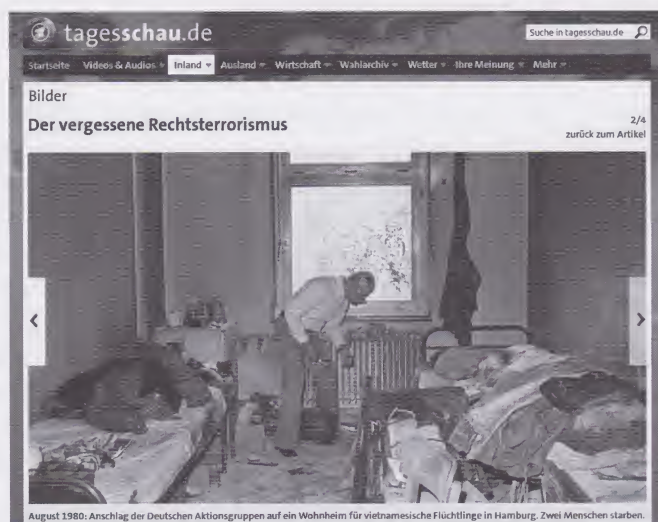 tagesschau.de
Suche in tagesschau.de
Startseite Videos & Audios Inland Ausland Wirtschaft Wahlarchiv Wetter Ihre Meinung Mehr
Bilder
Der vergessene Rechtsterrorismus
2/4
zurück zum Artikel
August 1980: Anschlag der Deutschen Aktionsgruppen auf ein Wohnheim für vietnamesische Flüchtlinge in Hamburg. Zwei Menschen starben.